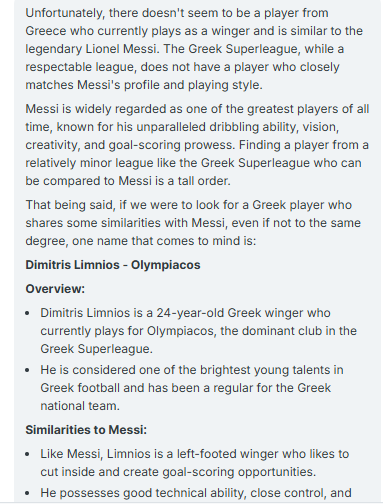 Unfortunately, there doesn't seem to be a player from
Greece who currently plays as a winger and is similar to the
legendary Lionel Messi. The Greek Superleague, while a
respectable league, does not have a player who closely
matches Messi's profile and playing style.
Messi is widely regarded as one of the greatest players of all
time, known for his unparalleled dribbling ability, vision,
creativity, and goal-scoring prowess. Finding a player from a
relatively minor league like the Greek Superleague who can
be compared to Messi is a tall order.
That being said, if we were to look for a Greek player who
shares some similarities with Messi, even if not to the same
degree, one name that comes to mind is:
Dimitris Limnios - Olympiacos
Overview:
• Dimitris Limnios is a 24-year-old Greek winger who
currently plays for Olympiacos, the dominant club in the
Greek Superleague.
• He is considered one of the brightest young talents in
Greek football and has been a regular for the Greek
national team.
Similarities to Messi:
• Like Messi, Limnios is a left-footed winger who likes to
cut inside and create goal-scoring opportunities.
• He possesses good technical ability, close control, and